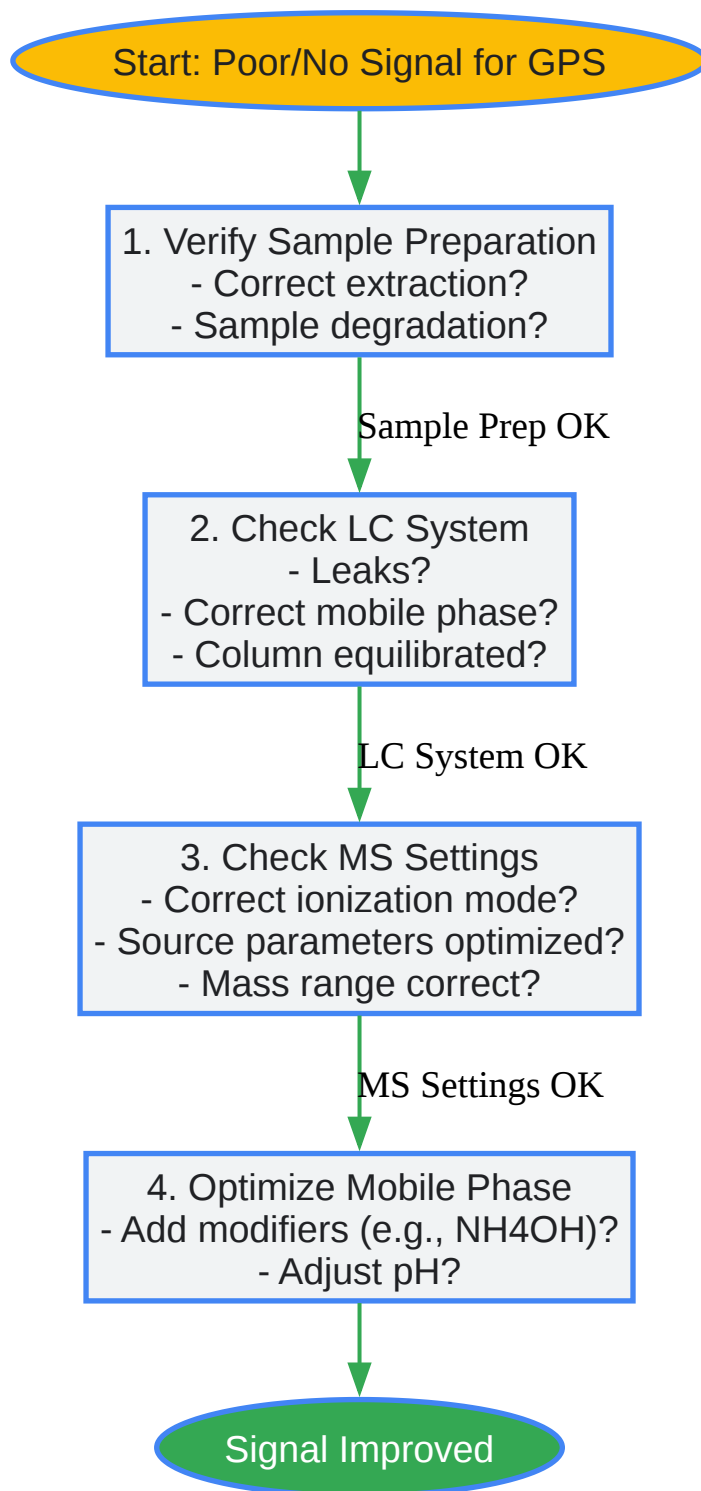 Start: Poor/No Signal for GPS
1. Verify Sample Preparation
- Correct extraction?
- Sample degradation?
Sample Prep OK
2. Check LC System
- Leaks?
- Correct mobile phase?
- Column equilibrated?
LC System OK
3. Check MS Settings
- Correct ionization mode?
- Source parameters optimized?
- Mass range correct?
MS Settings OK
4. Optimize Mobile Phase
- Add modifiers (e.g., NH4OH)?
- Adjust pH?
Signal Improved